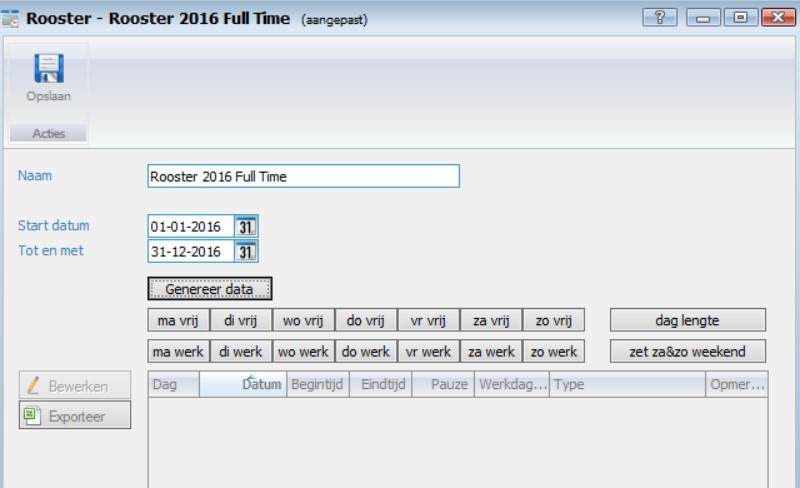 Rooster - Rooster 2016 Full Time (aangepast) ?
Opslaan
Acties
Naam Rooster 2016 Full Time
Start datum 01-01-2016 31
Tot en met 31-12-2016 31
Genereer data
ma vrij di vrij wo vrij do vrij vr vrij za vrij zo vrij dag lengte
ma werk di werk wo werk do werk vr werk za werk zo werk zet za&zo weekend
Bewerken Dag Datum Begintijd Eindtijd Pauze Werkdag... Type Opmer...
Exporteer